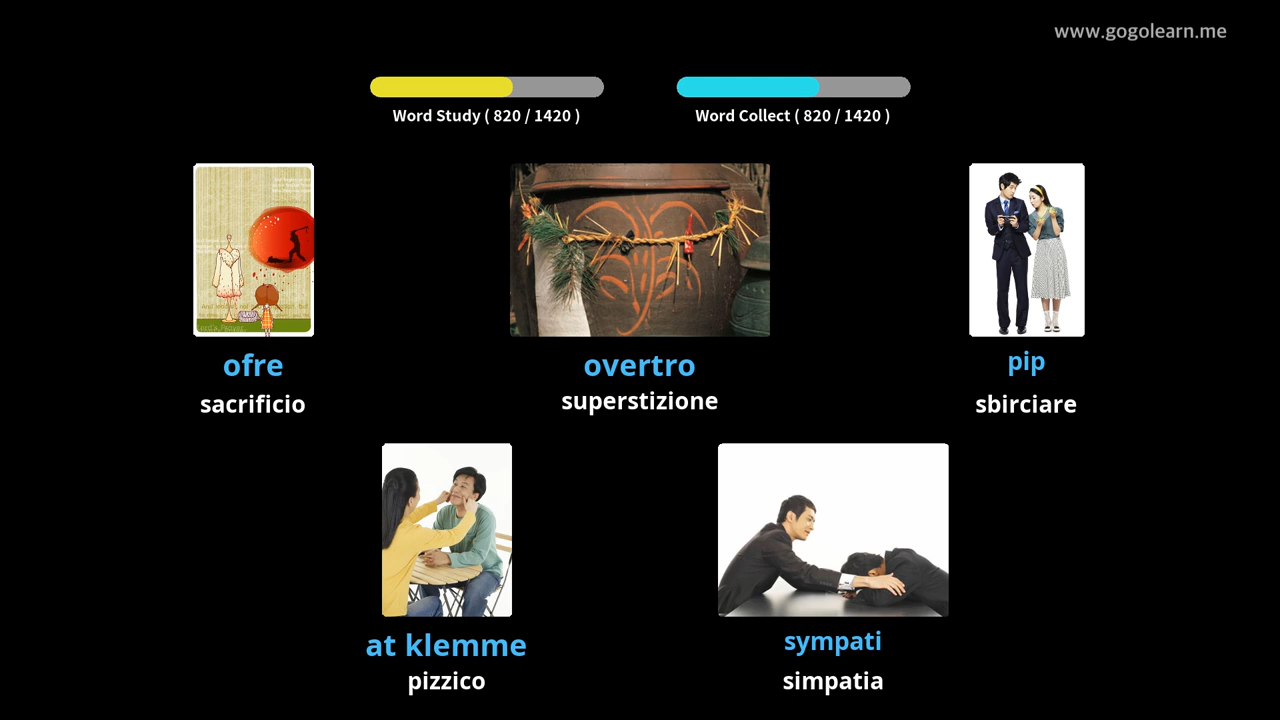 www.gogolearn.me
Word Study ( 820 / 1420 )
Word Collect ( 820 / 1420 )
ofre
sacrificio
overtro
superstizione
pip
sbirciare
at klemme
pizzico
sympati
simpatia